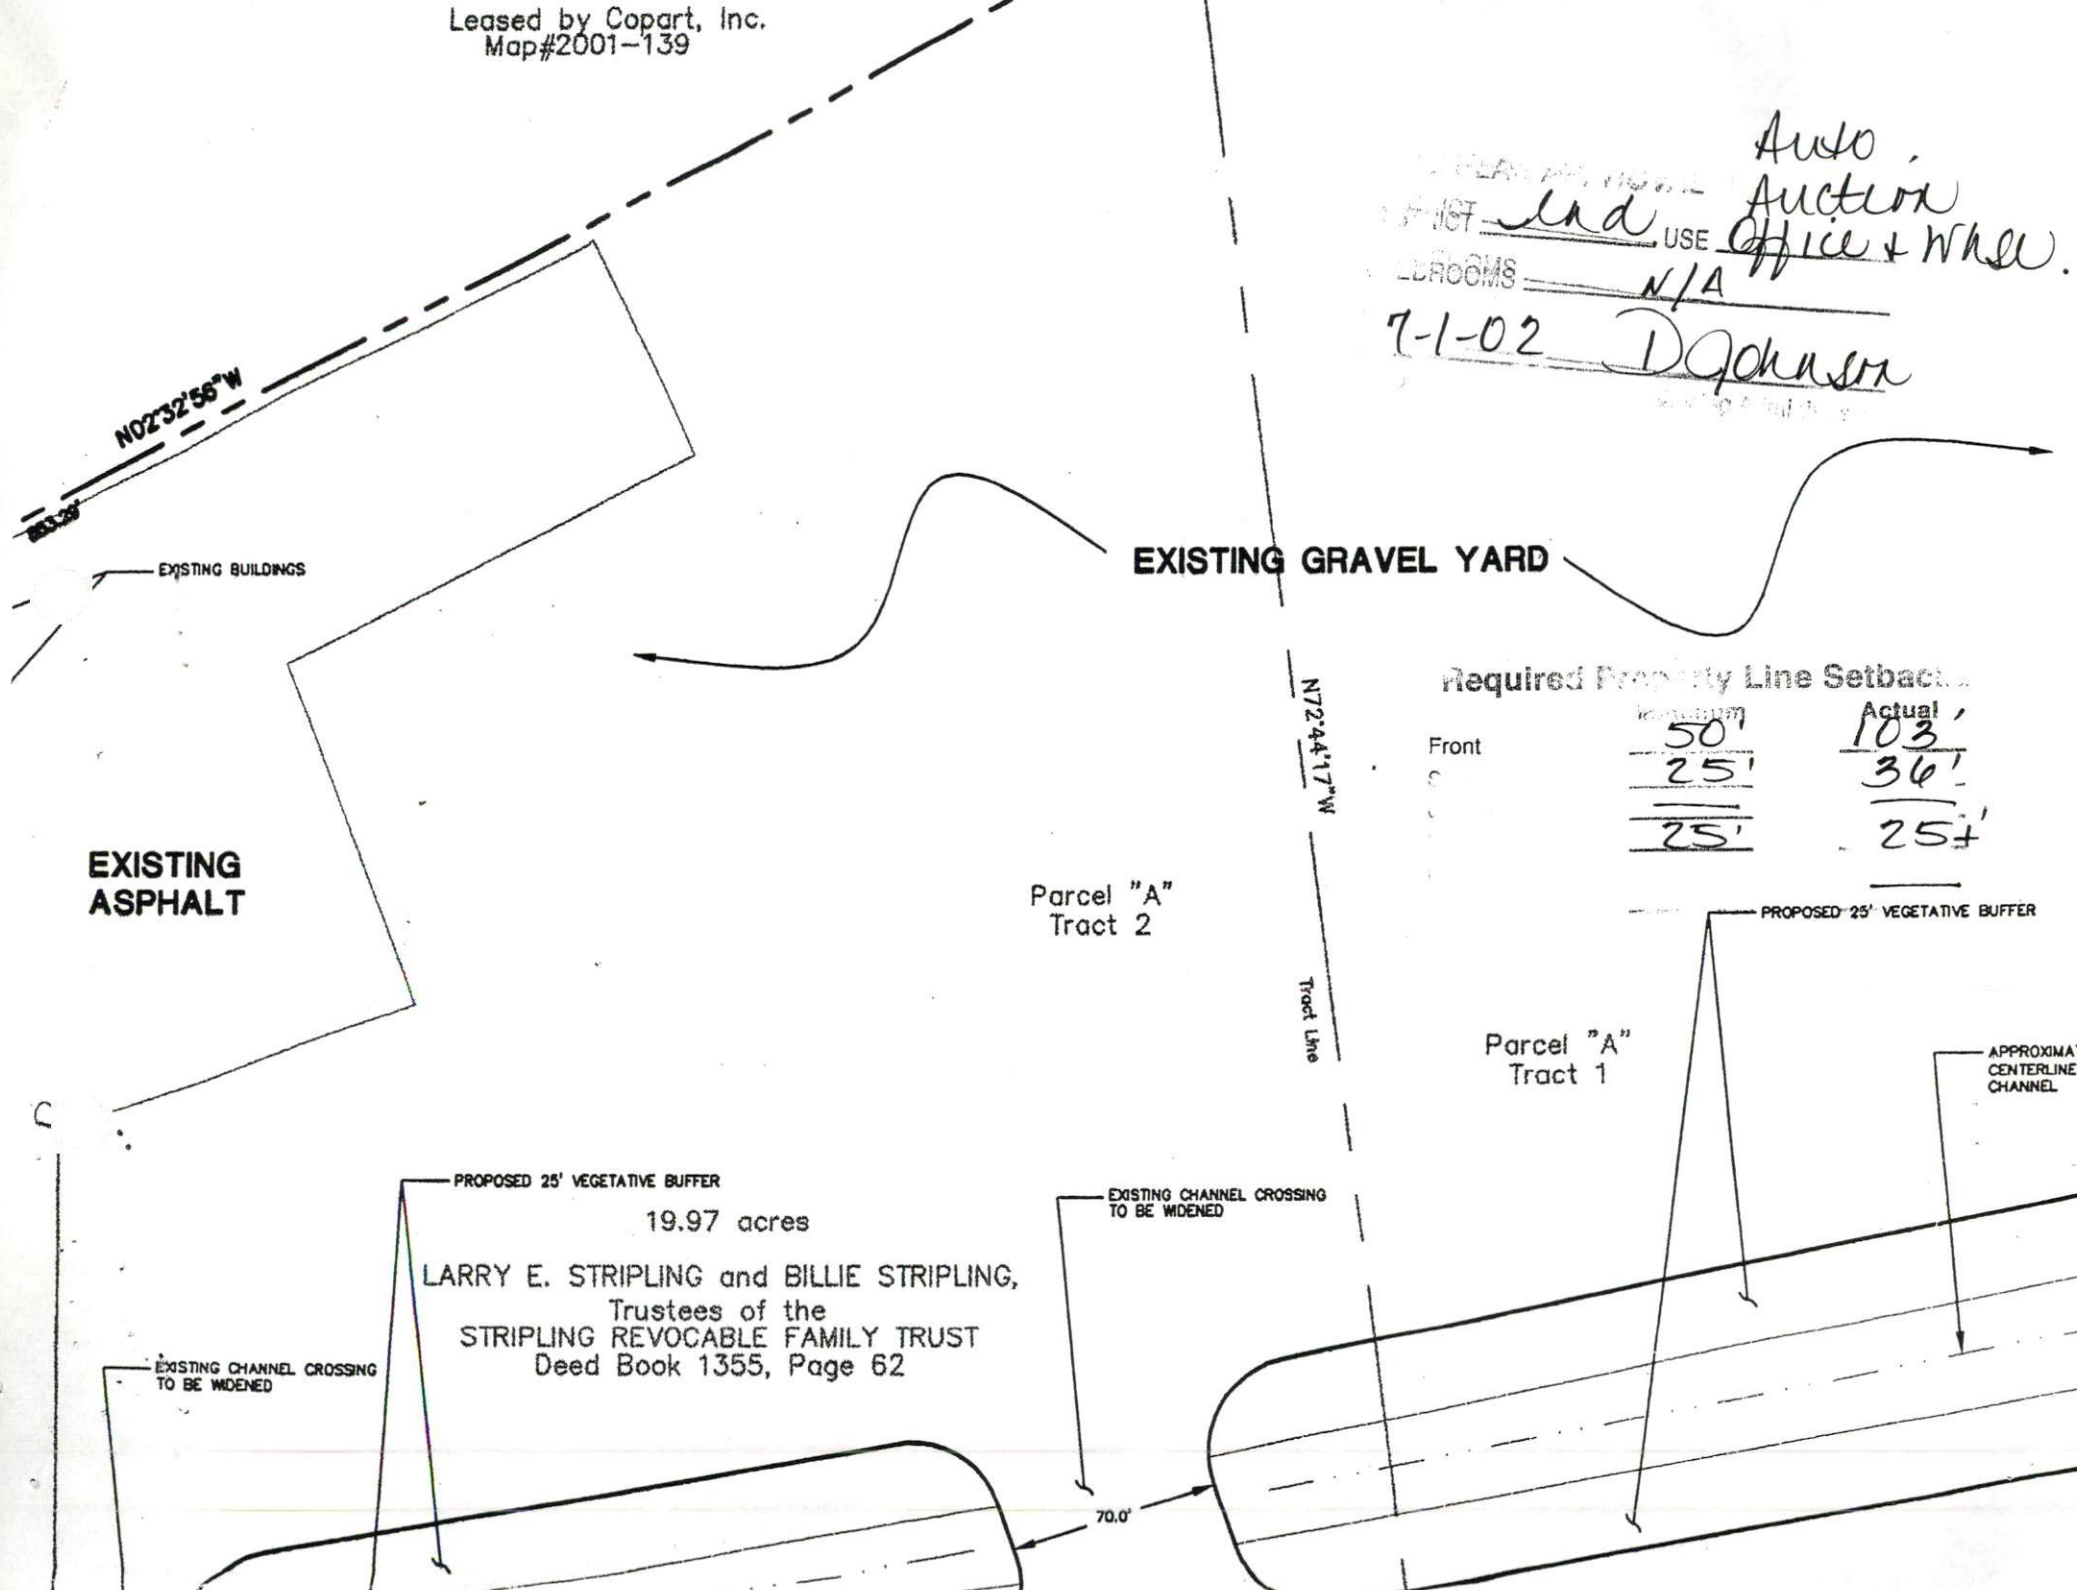 Leased by Copart, Inc.
Map#2001-139
Auto
Auction
Ind USE Office + Whse.
N/A
7-1-02 DJohnson
N02°32'56"W
EXISTING BUILDINGS
EXISTING GRAVEL YARD
N72°44'17"W
Tract Line
Required Property Line
Actual
Front 50' 103'
25' 36'
25' 25±'
EXISTING
ASPHALT
Parcel "A"
Tract 2
PROPOSED 25' VEGETATIVE BUFFER
Parcel "A"
Tract 1
CENTERLINE
CHANNEL
PROPOSED 25' VEGETATIVE BUFFER
19.97 acres
EXISTING CHANNEL CROSSING
TO BE WIDENED
LARRY E. STRIPLING and BILLIE STRIPLING,
Trustees of the
STRIPLING REVOCABLE FAMILY TRUST
Deed Book 1355, Page 62
EXISTING CHANNEL CROSSING
TO BE WIDENED
70.0'